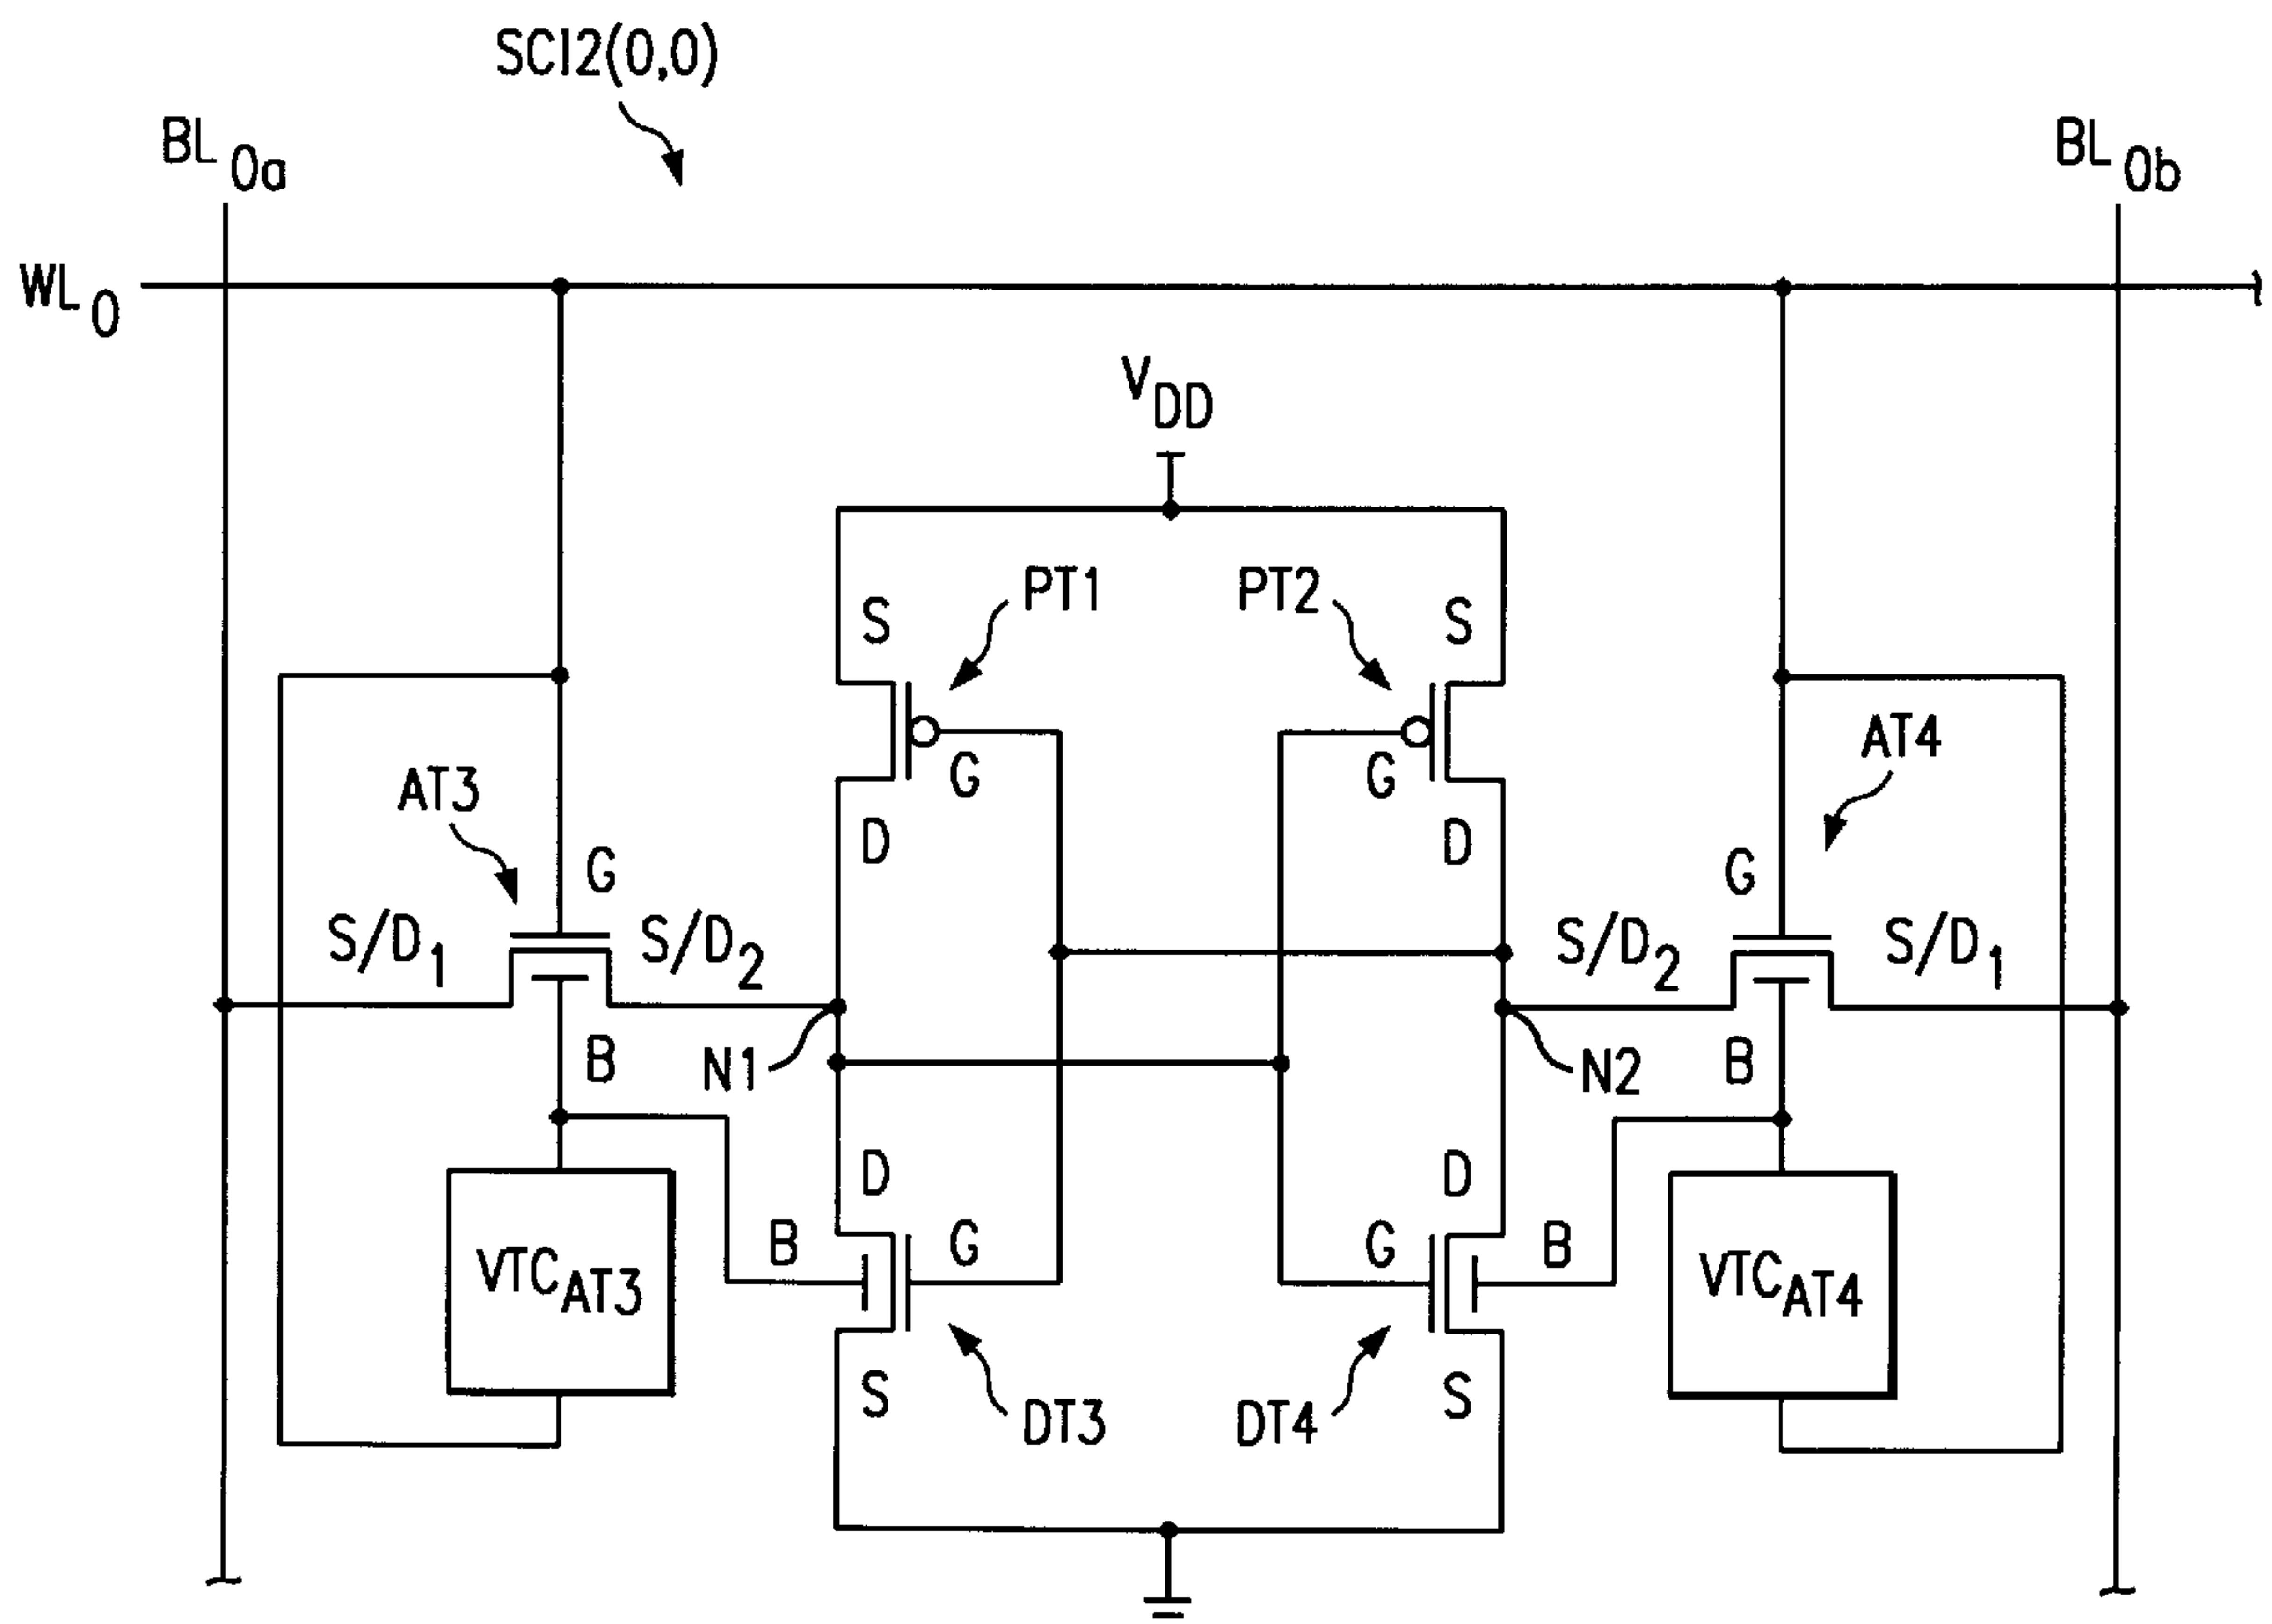 SCI2(0,0)
BL0a
BL0b
WL0
VDD
PT1
PT2
S
S
AT3
AT4
G
G
D
D
G
G
S/D1
S/D2
S/D2
S/D1
B
N1
N2
B
D
D
B
G
G
B
VTCAT3
VTCAT4
S
S
DT3
DT4